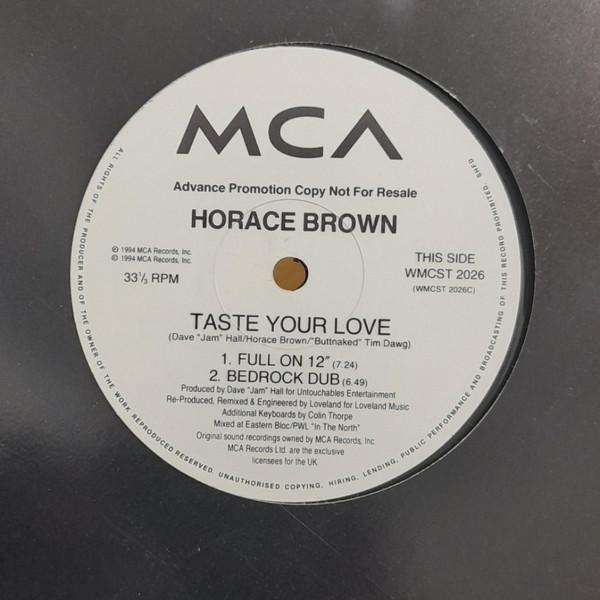 MCA
Advance Promotion Copy Not For Resale
HORACE BROWN
℗ 1994 MCA Records, Inc.
© 1994 MCA Records, Inc.
33⅓ RPM
THIS SIDE
WMCST 2026
(WMCST 2026C)
TASTE YOUR LOVE
(Dave "Jam" Hall/Horace Brown/"Buttnaked" Tim Dawg)
1. FULL ON 12" (7.24)
2. BEDROCK DUB (6.49)
Produced by Dave "Jam" Hall for Untouchables Entertainment
Re-Produced, Remixed & Engineered by Loveland for Loveland Music
Additional Keyboards by Colin Thorpe
Mixed at Eastern Bloc/PWL "In The North"
Original sound recordings owned by MCA Records, Inc.
MCA Records Ltd. are the exclusive
licensees for the UK.
ALL RIGHTS OF THE PRODUCER AND OF THE OWNER OF THE WORK REPRODUCED RESERVED. UNAUTHORISED COPYING, HIRING, LENDING, PUBLIC PERFORMANCE AND BROADCASTING OF THIS RECORD PROHIBITED. SHFD